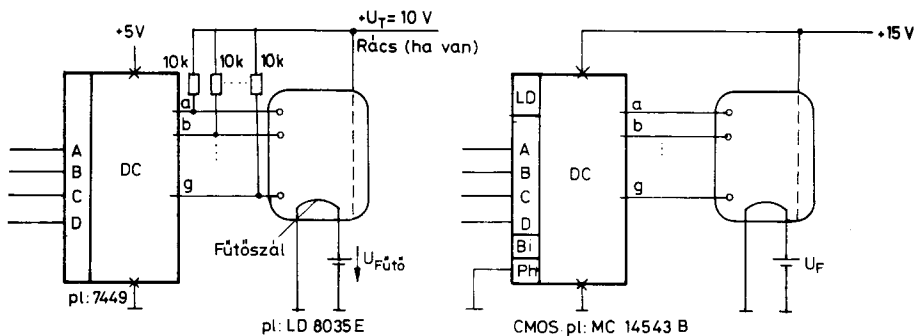 +5V
+U_T = 10 V
Rács (ha van)
10k 10k 10k
a
b
g
A
B
C
D
DC
Fűtőszál
U_Fűtő
pl: 7449
pl: LD 8035 E
+15 V
LD
a
b
g
A
B
C
D
DC
Bi
Ph
U_F
CMOS pl: MC 14543 B